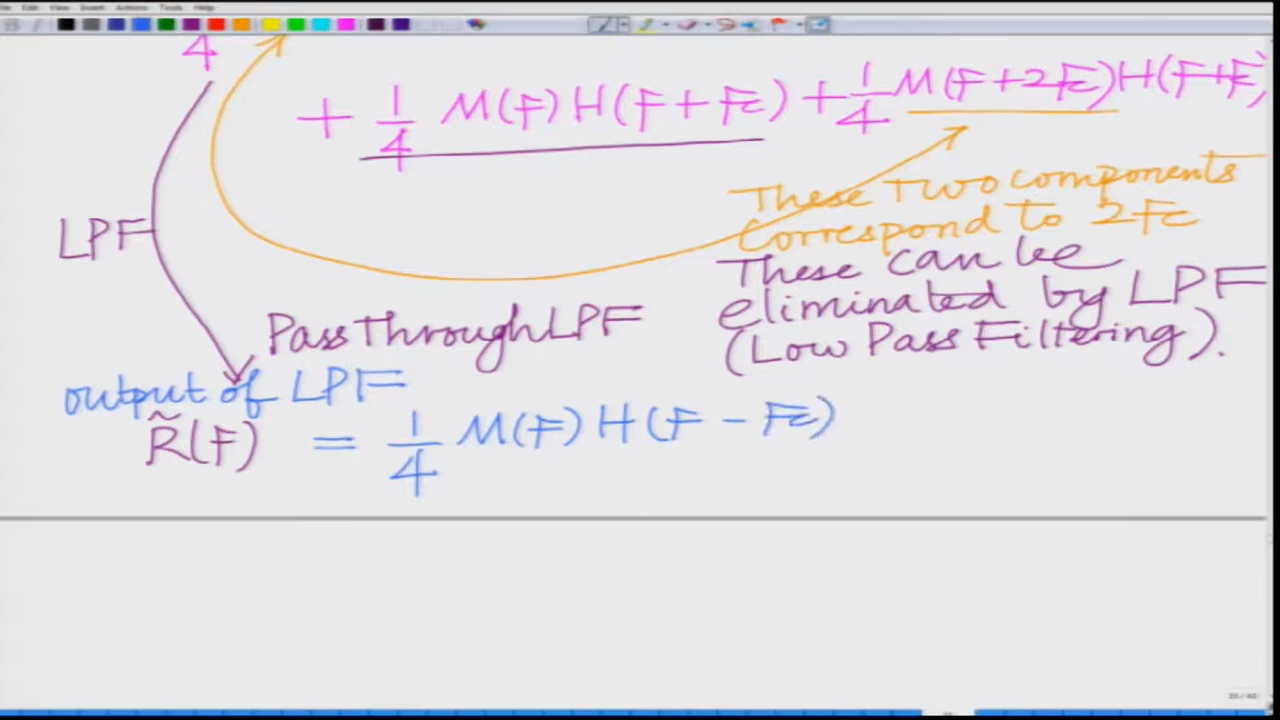 4
+ 1/4 M(F) H(F + Fc) + 1/4 M(F+2Fc) H(F+Fc)
These two components
correspond to 2Fc
LPF
These can be
eliminated by LPF
(Low Pass Filtering).
Pass Through LPF
output of LPF
R̃(F) = 1/4 M(F) H(F - Fc)